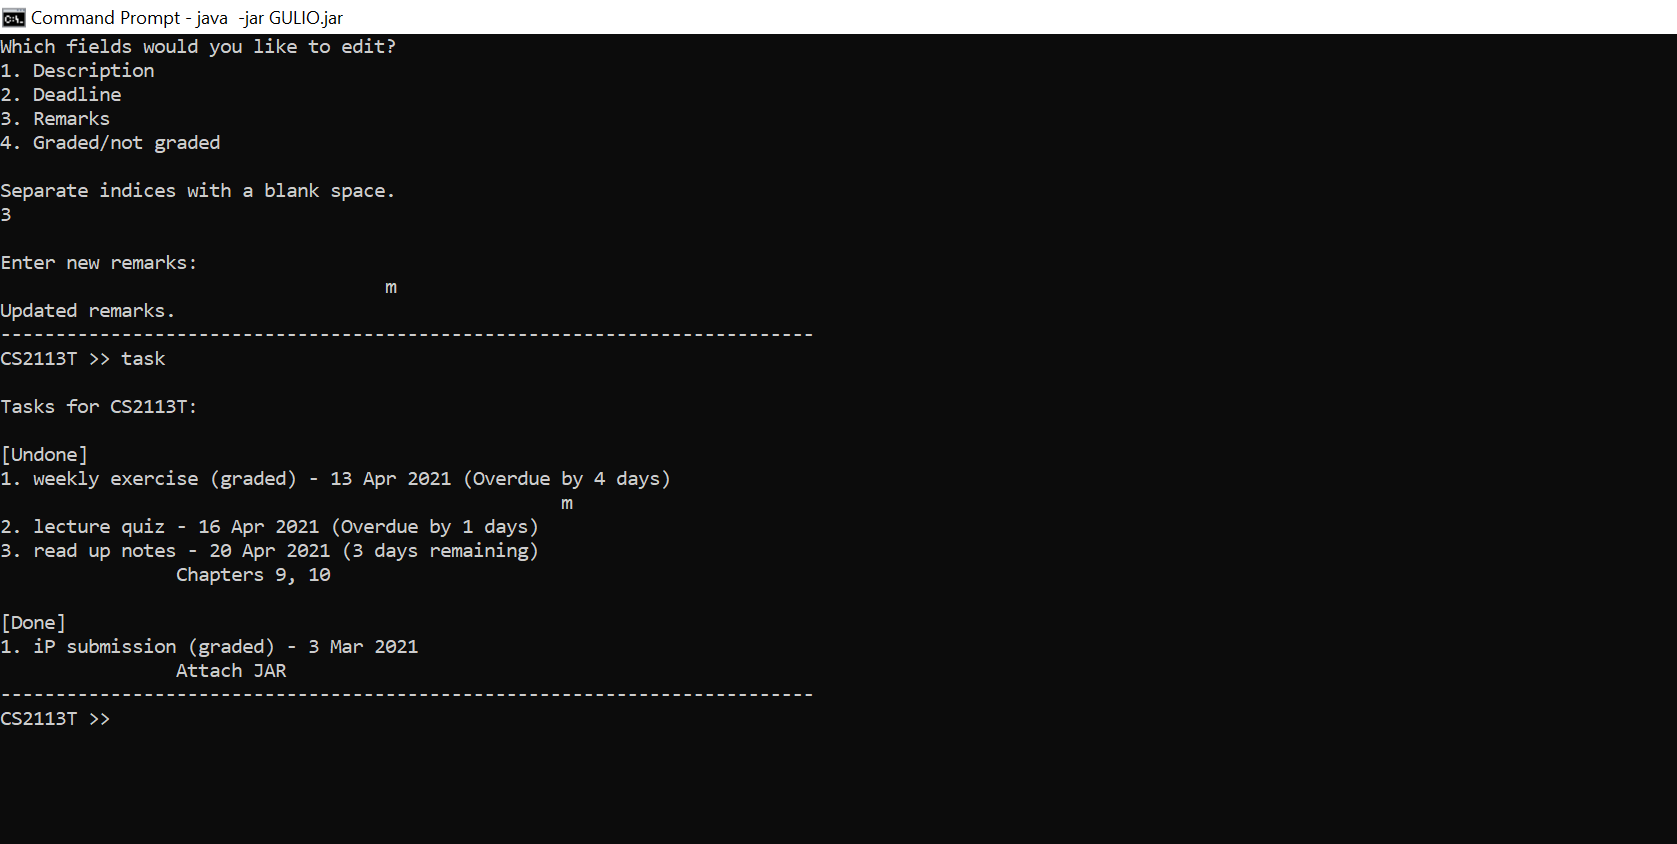 Command Prompt - java  -jar GULIO.jar
Which fields would you like to edit?
1. Description
2. Deadline
3. Remarks
4. Graded/not graded
Separate indices with a blank space.
3
Enter new remarks:
                                   m
Updated remarks.
--------------------------------------------------------------------------
CS2113T >> task
Tasks for CS2113T:
[Undone]
1. weekly exercise (graded) - 13 Apr 2021 (Overdue by 4 days)
                                                   m
2. lecture quiz - 16 Apr 2021 (Overdue by 1 days)
3. read up notes - 20 Apr 2021 (3 days remaining)
                Chapters 9, 10
[Done]
1. iP submission (graded) - 3 Mar 2021
                Attach JAR
--------------------------------------------------------------------------
CS2113T >>